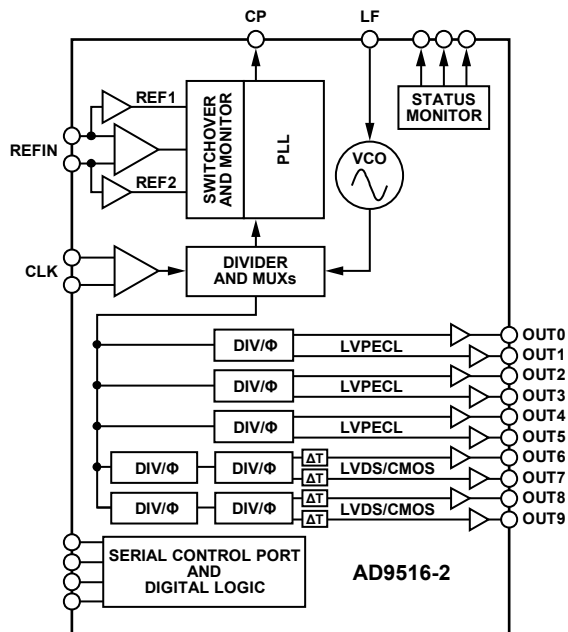 CP
LF
REF1
REFIN
REF2
SWITCHOVER
AND MONITOR
PLL
STATUS
MONITOR
VCO
CLK
DIVIDER
AND MUXs
DIV/Φ
LVPECL
OUT0
OUT1
DIV/Φ
LVPECL
OUT2
OUT3
DIV/Φ
LVPECL
OUT4
OUT5
DIV/Φ
DIV/Φ
ΔT
ΔT
LVDS/CMOS
OUT6
OUT7
DIV/Φ
DIV/Φ
ΔT
ΔT
LVDS/CMOS
OUT8
OUT9
SERIAL CONTROL PORT
AND
DIGITAL LOGIC
AD9516-2